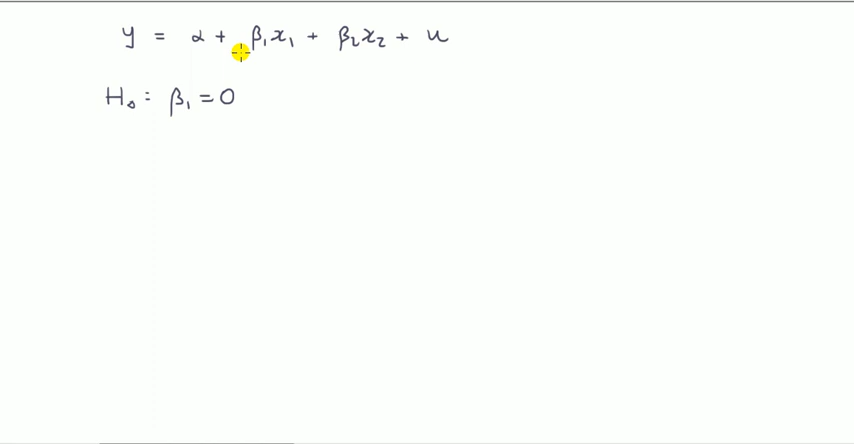 y = α + β₁x₁ + β₂x₂ + u
H₀: β₁ = 0